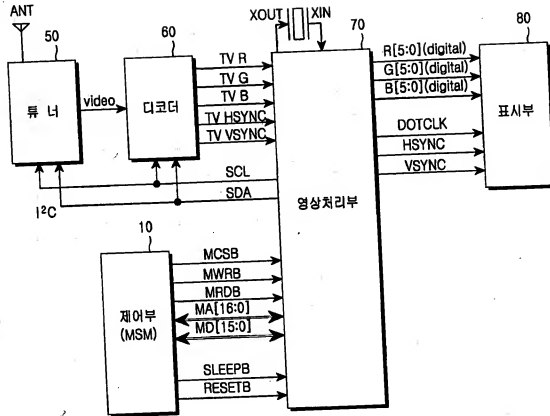 ANT
50
튜 너
video
60
디코더
TV R
TV G
TV B
TV HSYNC
TV VSYNC
SCL
SDA
I²C
XOUT
XIN
70
영상처리부
R[5:0](digital)
G[5:0](digital)
B[5:0](digital)
DOTCLK
HSYNC
VSYNC
80
표시부
10
제어부
(MSM)
MCSB
MWRB
MRDB
MA[16:0]
MD[15:0]
SLEEPB
RESETB